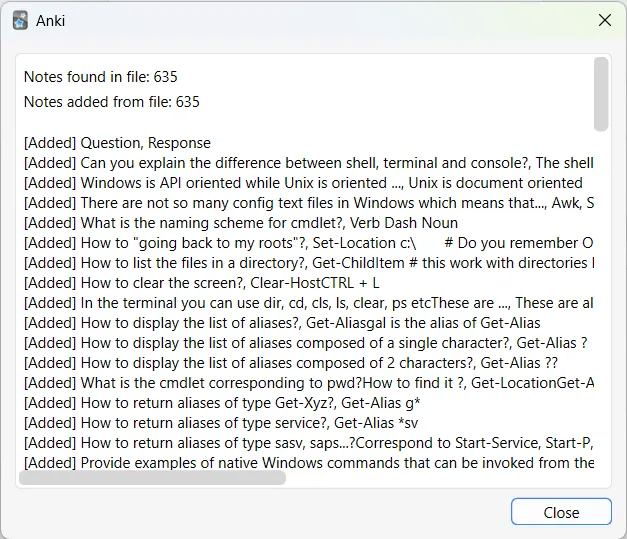 Anki
Notes found in file: 635
Notes added from file: 635
[Added] Question, Response
[Added] Can you explain the difference between shell, terminal and console?, The shell
[Added] Windows is API oriented while Unix is oriented ..., Unix is document oriented
[Added] There are not so many config text files in Windows which means that..., Awk, S
[Added] What is the naming scheme for cmdlet?, Verb Dash Noun
[Added] How to "going back to my roots"?, Set-Location c:\ # Do you remember O
[Added] How to list the files in a directory?, Get-ChildItem # this work with directories
[Added] How to clear the screen?, Clear-HostCTRL + L
[Added] In the terminal you can use dir, cd, cls, ls, clear, ps etcThese are ..., These are al
[Added] How to display the list of aliases?, Get-Aliasgal is the alias of Get-Alias
[Added] How to display the list of aliases composed of a single character?, Get-Alias ?
[Added] How to display the list of aliases composed of 2 characters?, Get-Alias ??
[Added] What is the cmdlet corresponding to pwd?How to find it ?, Get-LocationGet-A
[Added] How to return aliases of type Get-Xyz?, Get-Alias g*
[Added] How to return aliases of type service?, Get-Alias *sv
[Added] How to return aliases of type sasv, saps...?Correspond to Start-Service, Start-P,
[Added] Provide examples of native Windows commands that can be invoked from the
Close